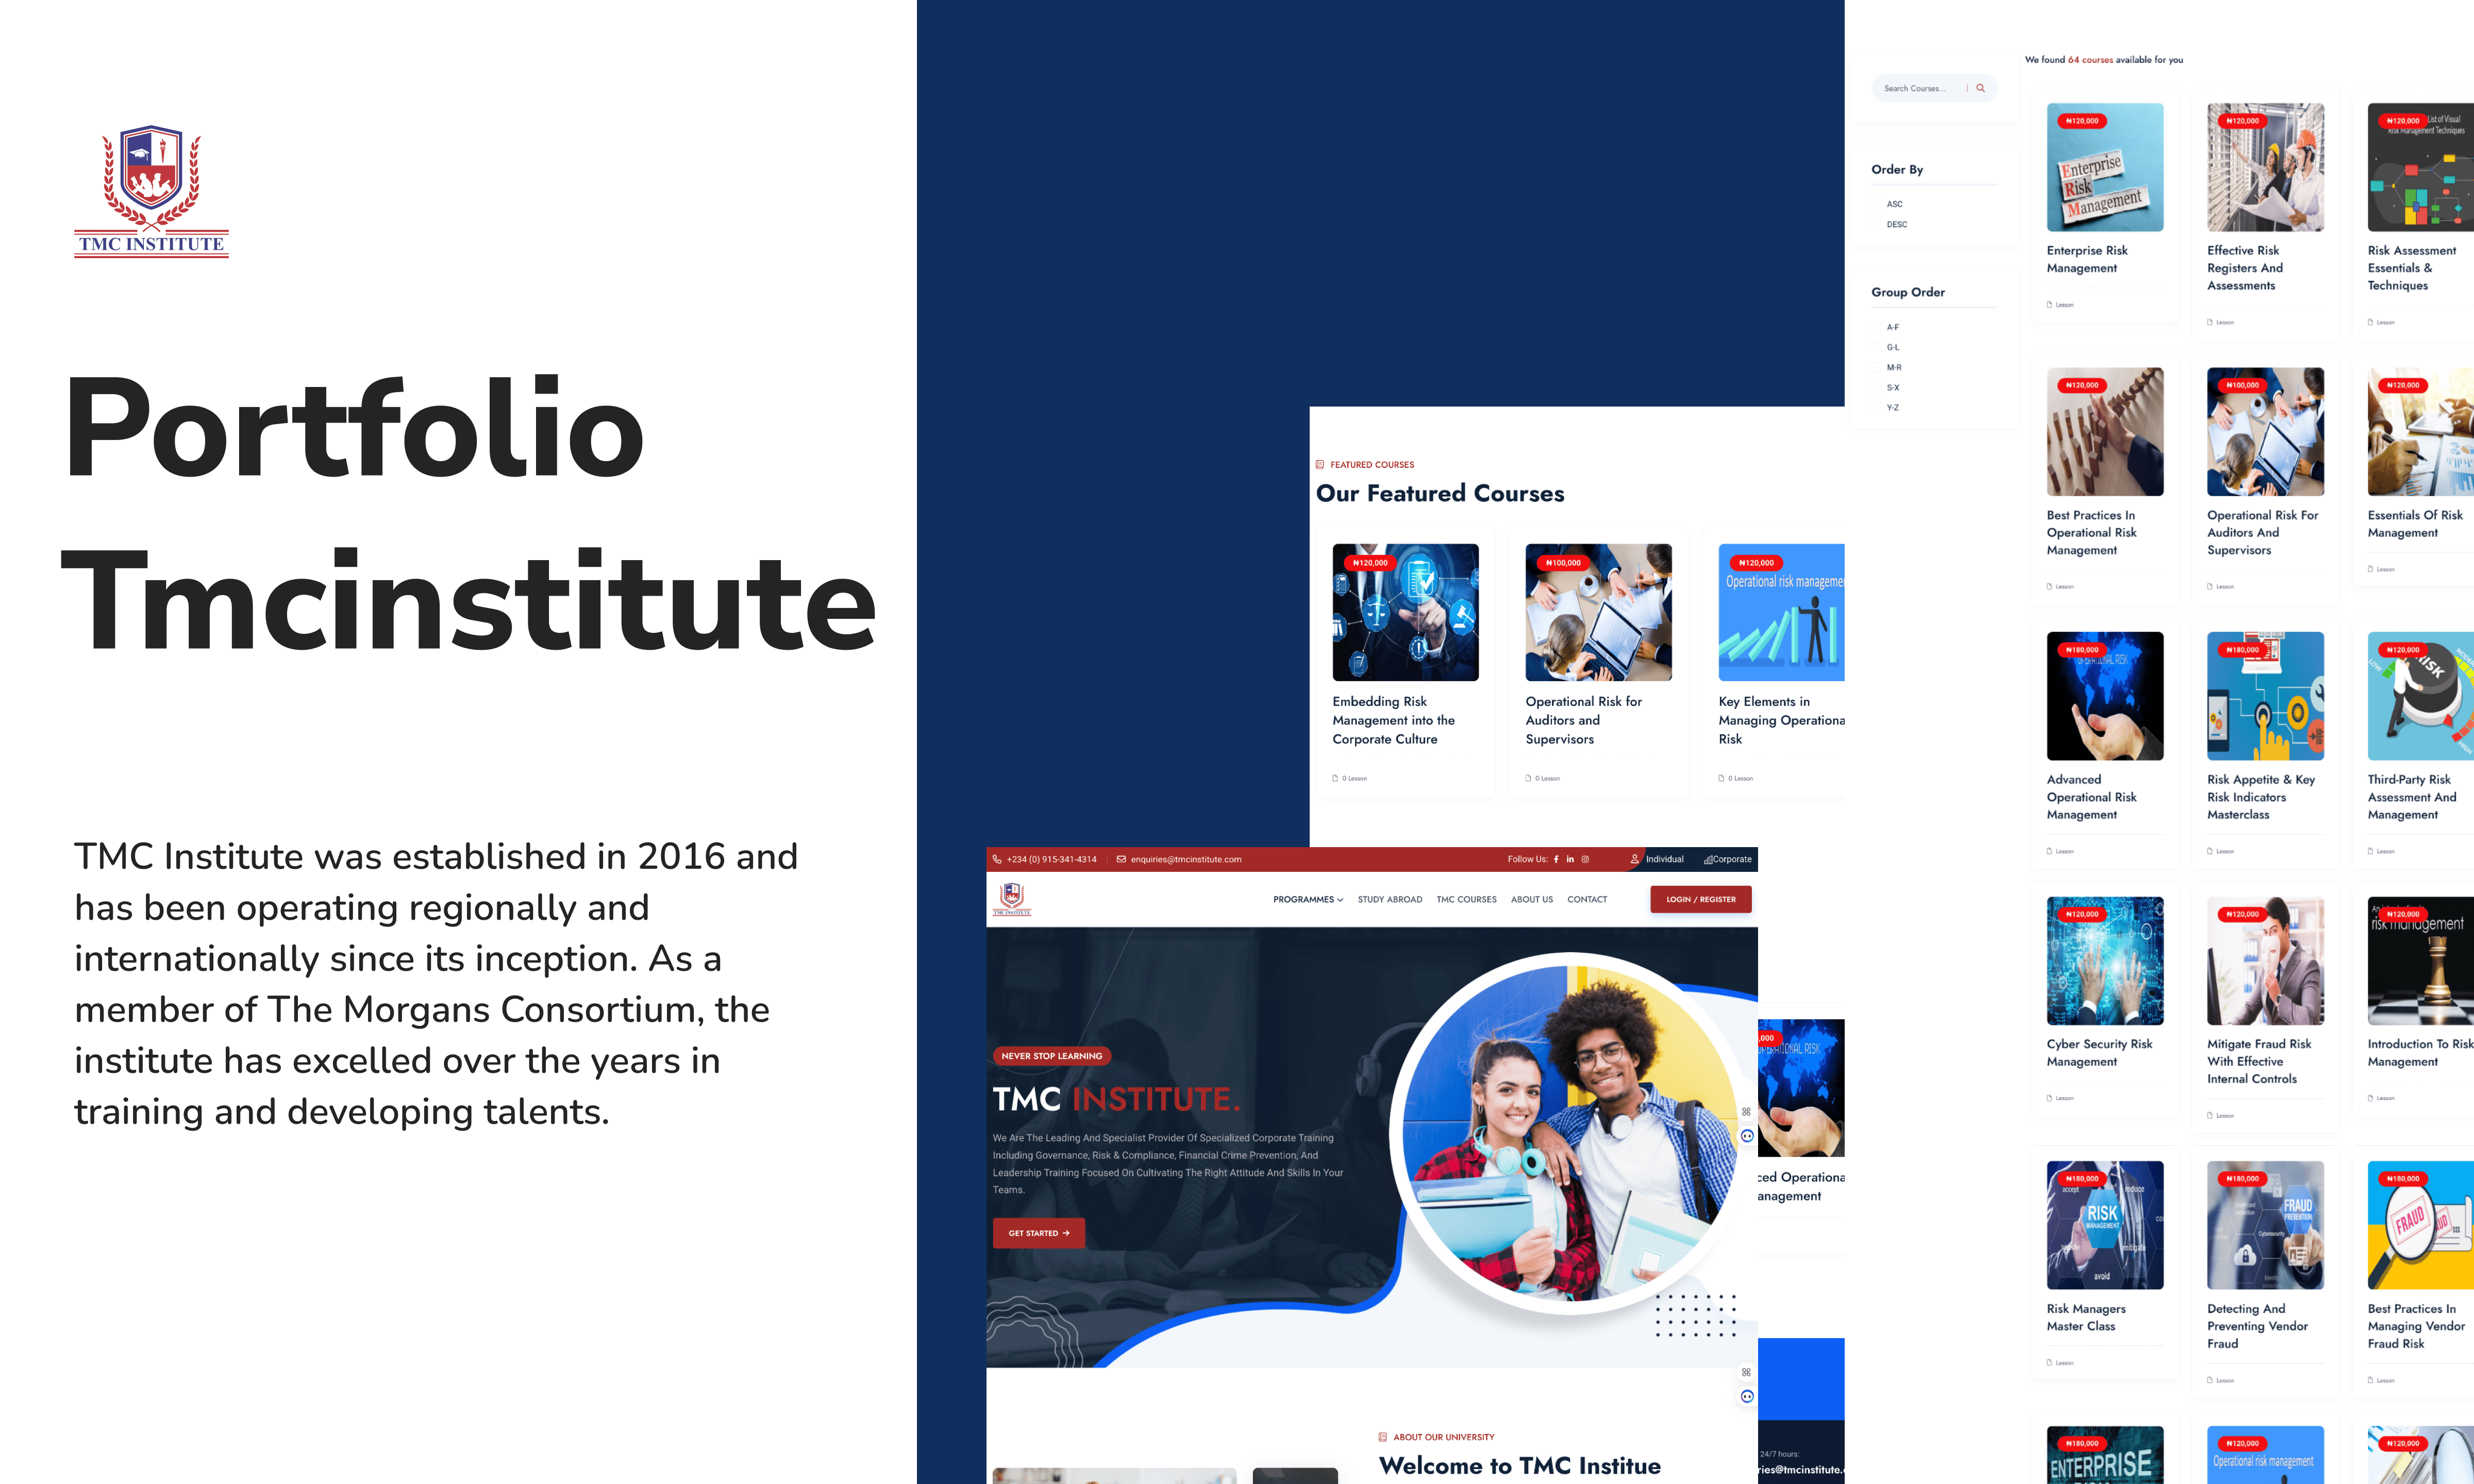 TMC INSTITUTE
Portfolio
Tmcinstitute
TMC Institute was established in 2016 and
has been operating regionally and
internationally since its inception. As a
member of The Morgans Consortium, the
institute has excelled over the years in
training and developing talents.
FEATURED COURSES
Our Featured Courses
₦120,000
Embedding Risk
Management into the
Corporate Culture
0 Lesson
₦100,000
Operational Risk for
Auditors and
Supervisors
0 Lesson
₦120,000
Operational risk manageme
Key Elements in
Managing Operationa
Risk
0 Lesson
+234 (0) 915-341-4314
enquiries@tmcinstitute.com
Follow Us:
Individual
Corporate
TMC INSTITUTE
PROGRAMMES
STUDY ABROAD
TMC COURSES
ABOUT US
CONTACT
LOGIN / REGISTER
NEVER STOP LEARNING
TMC INSTITUTE.
We Are The Leading And Specialist Provider Of Specialized Corporate Training
Including Governance, Risk & Compliance, Financial Crime Prevention, And
Leadership Training Focused On Cultivating The Right Attitude And Skills In Your
Teams.
GET STARTED
,000
OPERATIONAL RISK
ced Operationa
anagement
ABOUT OUR UNIVERSITY
Welcome to TMC Institue
24/7 hours:
ries@tmcinstitute.
Search Courses...
Order By
ASC
DESC
Group Order
A-F
G-L
M-R
S-X
Y-Z
We found 64 courses available for you
₦120,000
Enterprise
Risk
Management
Enterprise Risk
Management
Lesson
₦120,000
Effective Risk
Registers And
Assessments
Lesson
₦120,000
List of Visual
Risk Management Techniques
Risk Assessment
Essentials &
Techniques
Lesson
₦120,000
Best Practices In
Operational Risk
Management
Lesson
₦100,000
Operational Risk For
Auditors And
Supervisors
Lesson
₦120,000
Essentials Of Risk
Management
Lesson
₦180,000
OPERATIONAL RISK
Advanced
Operational Risk
Management
Lesson
₦180,000
Risk Appetite & Key
Risk Indicators
Masterclass
Lesson
₦120,000
RISK
LOW
MODER
HIGH
Third-Party Risk
Assessment And
Management
Lesson
₦120,000
Cyber Security Risk
Management
Lesson
₦120,000
Mitigate Fraud Risk
With Effective
Internal Controls
Lesson
₦120,000
risk management
Introduction To Risk
Management
Lesson
₦180,000
accept
reduce
RISK
MANAGEMENT
mitigate
avoid
Risk Managers
Master Class
Lesson
₦180,000
FRAUD
PREVENTION
Cybersecurity
Detecting And
Preventing Vendor
Fraud
Lesson
₦180,000
FRAUD
Best Practices In
Managing Vendor
Fraud Risk
Lesson
₦180,000
ENTERPRISE
₦120,000
Operational risk management
₦120,000